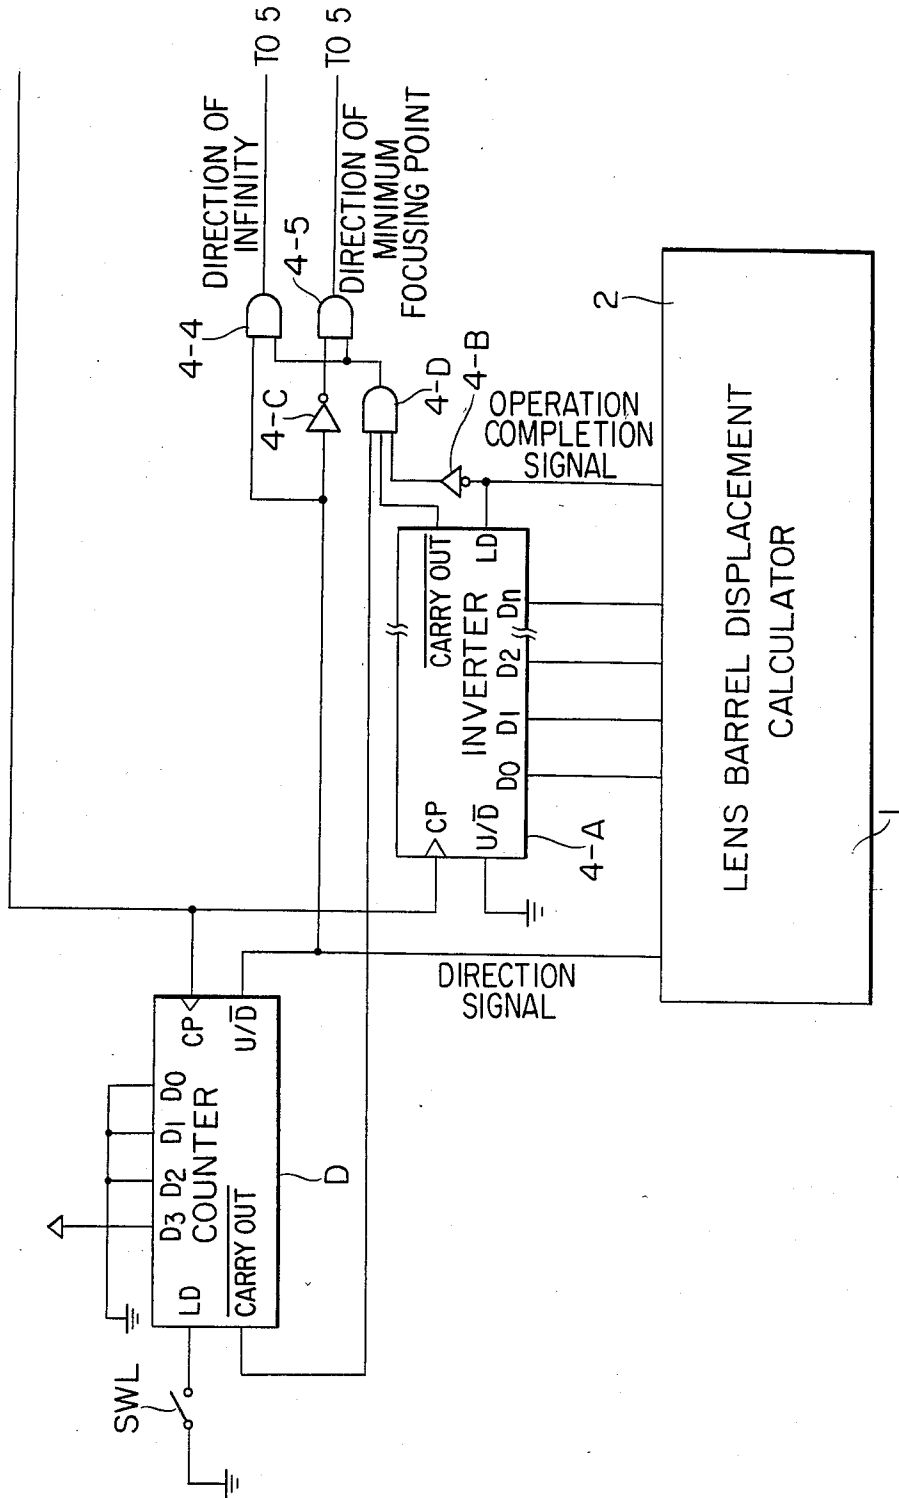 TO 5
TO 5
DIRECTION OF
INFINITY
DIRECTION OF
MINIMUM
FOCUSING POINT
4-4
4-5
4-C
4-D
4-B
OPERATION
COMPLETION
SIGNAL
CARRY OUT
LD
INVERTER
CP
U/D
D0
D1
D2
Dn
4-A
2
LENS BARREL DISPLACEMENT
CALCULATOR
1
DIRECTION
SIGNAL
CP
U/D
D0
D1
D2
D3
COUNTER
LD
CARRY OUT
D
SWL